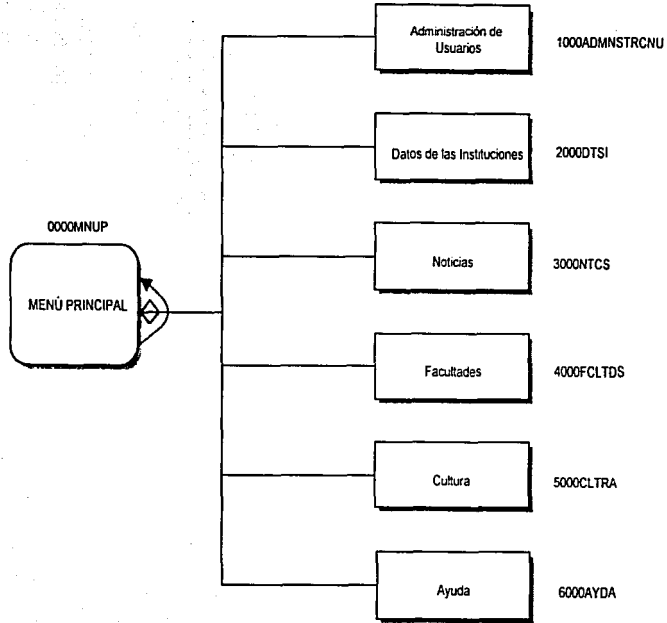 Administración de
Usuarios
1000ADMNSTRCNU
Datos de las Instituciones
2000DTSI
0000MNUP
MENÚ PRINCIPAL
Noticias
3000NTCS
Facultades
4000FCLTDS
Cultura
5000CLTRA
Ayuda
6000AYDA